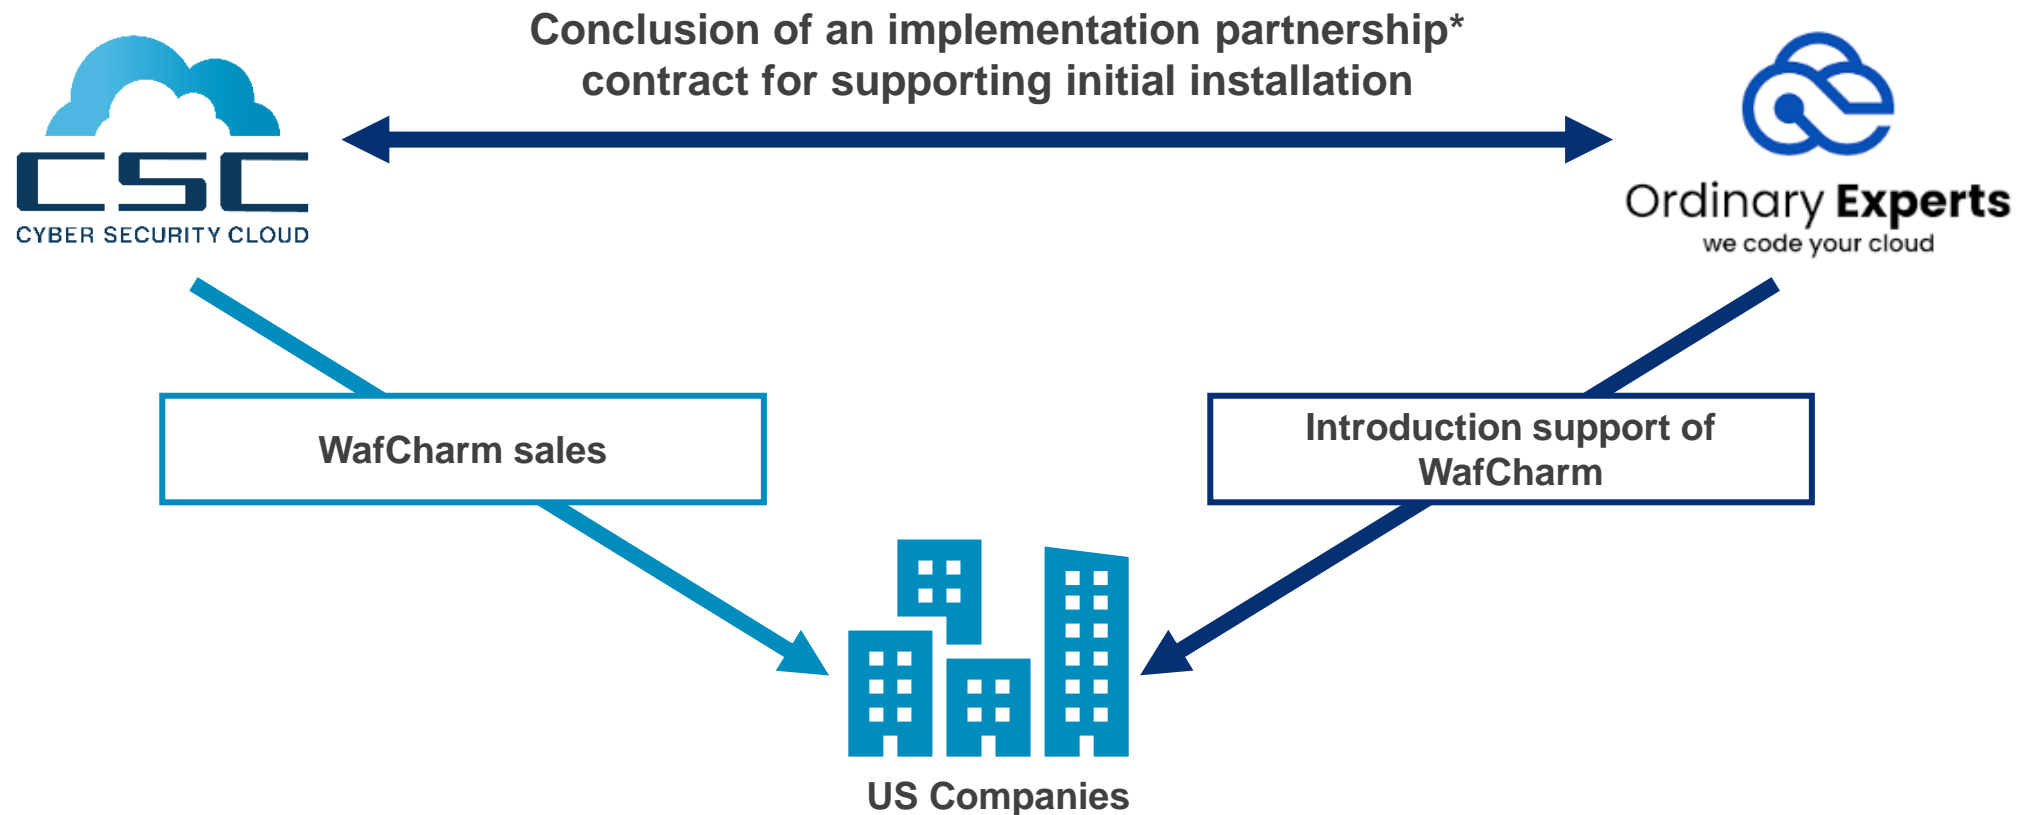 Conclusion of an implementation partnership*
contract for supporting initial installation
CSC
CYBER SECURITY CLOUD
Ordinary Experts
we code your cloud
WafCharm sales
Introduction support of
WafCharm
US Companies